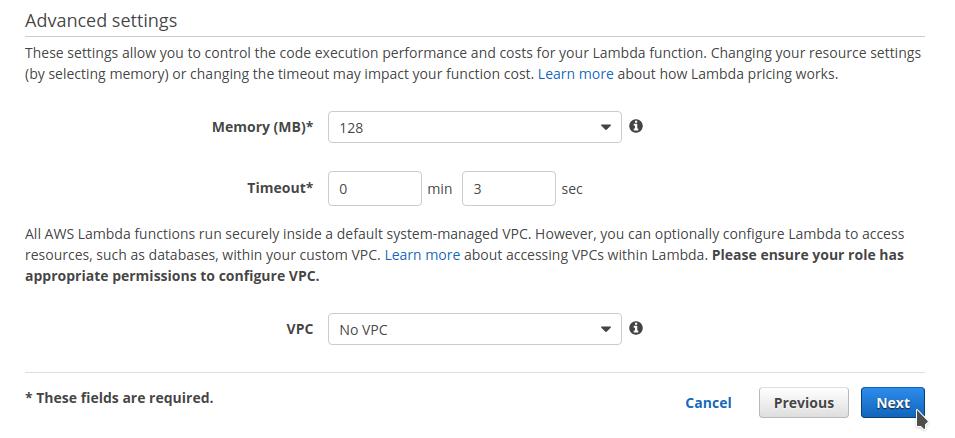 Advanced settings
These settings allow you to control the code execution performance and costs for your Lambda function. Changing your resource settings
(by selecting memory) or changing the timeout may impact your function cost. Learn more about how Lambda pricing works.
Memory (MB)* 128
Timeout* 0 min 3 sec
All AWS Lambda functions run securely inside a default system-managed VPC. However, you can optionally configure Lambda to access
resources, such as databases, within your custom VPC. Learn more about accessing VPCs within Lambda. Please ensure your role has
appropriate permissions to configure VPC.
VPC No VPC
* These fields are required. Cancel Previous Next